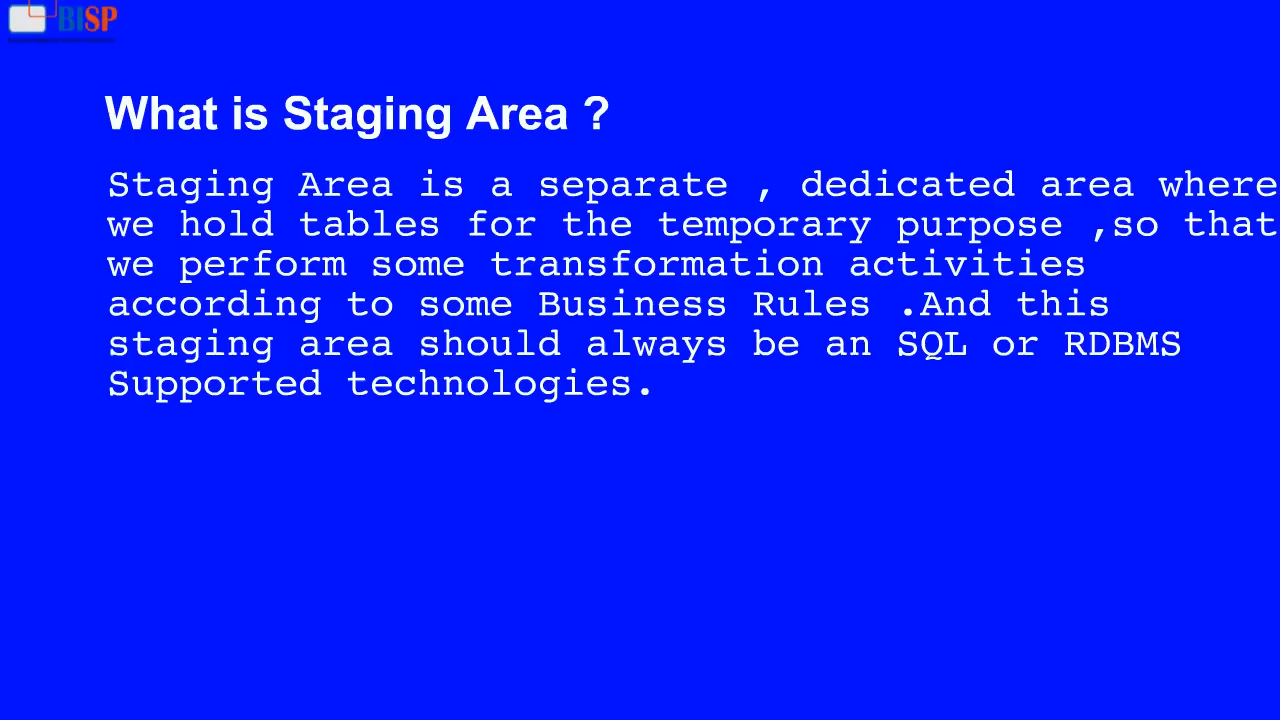 BISP
What is Staging Area ?
Staging Area is a separate , dedicated area where
we hold tables for the temporary purpose ,so that
we perform some transformation activities
according to some Business Rules .And this
staging area should always be an SQL or RDBMS
Supported technologies.